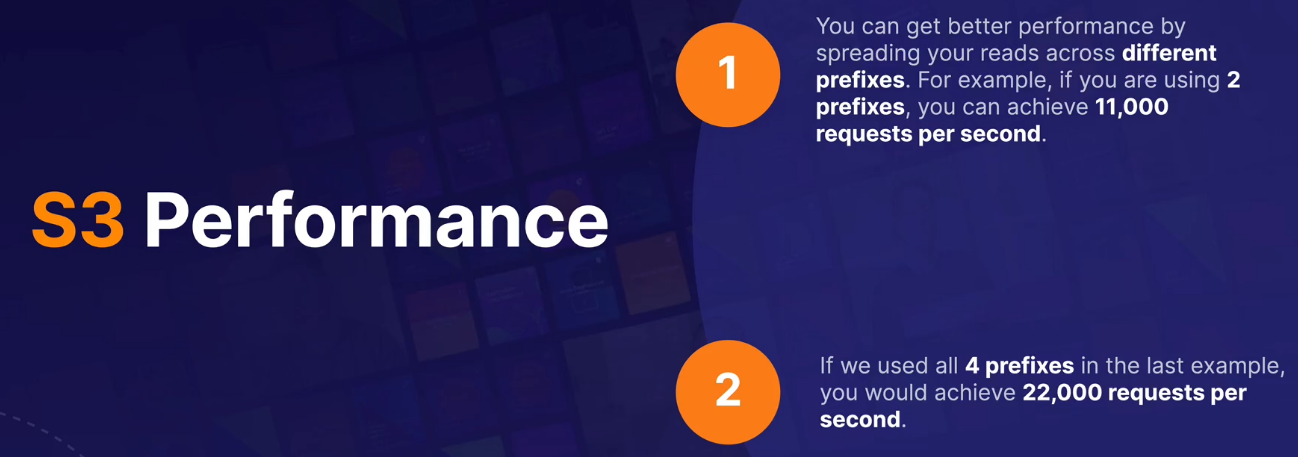 S3 Performance
1
You can get better performance by
spreading your reads across different
prefixes. For example, if you are using 2
prefixes, you can achieve 11,000
requests per second.
2
If we used all 4 prefixes in the last example,
you would achieve 22,000 requests per
second.